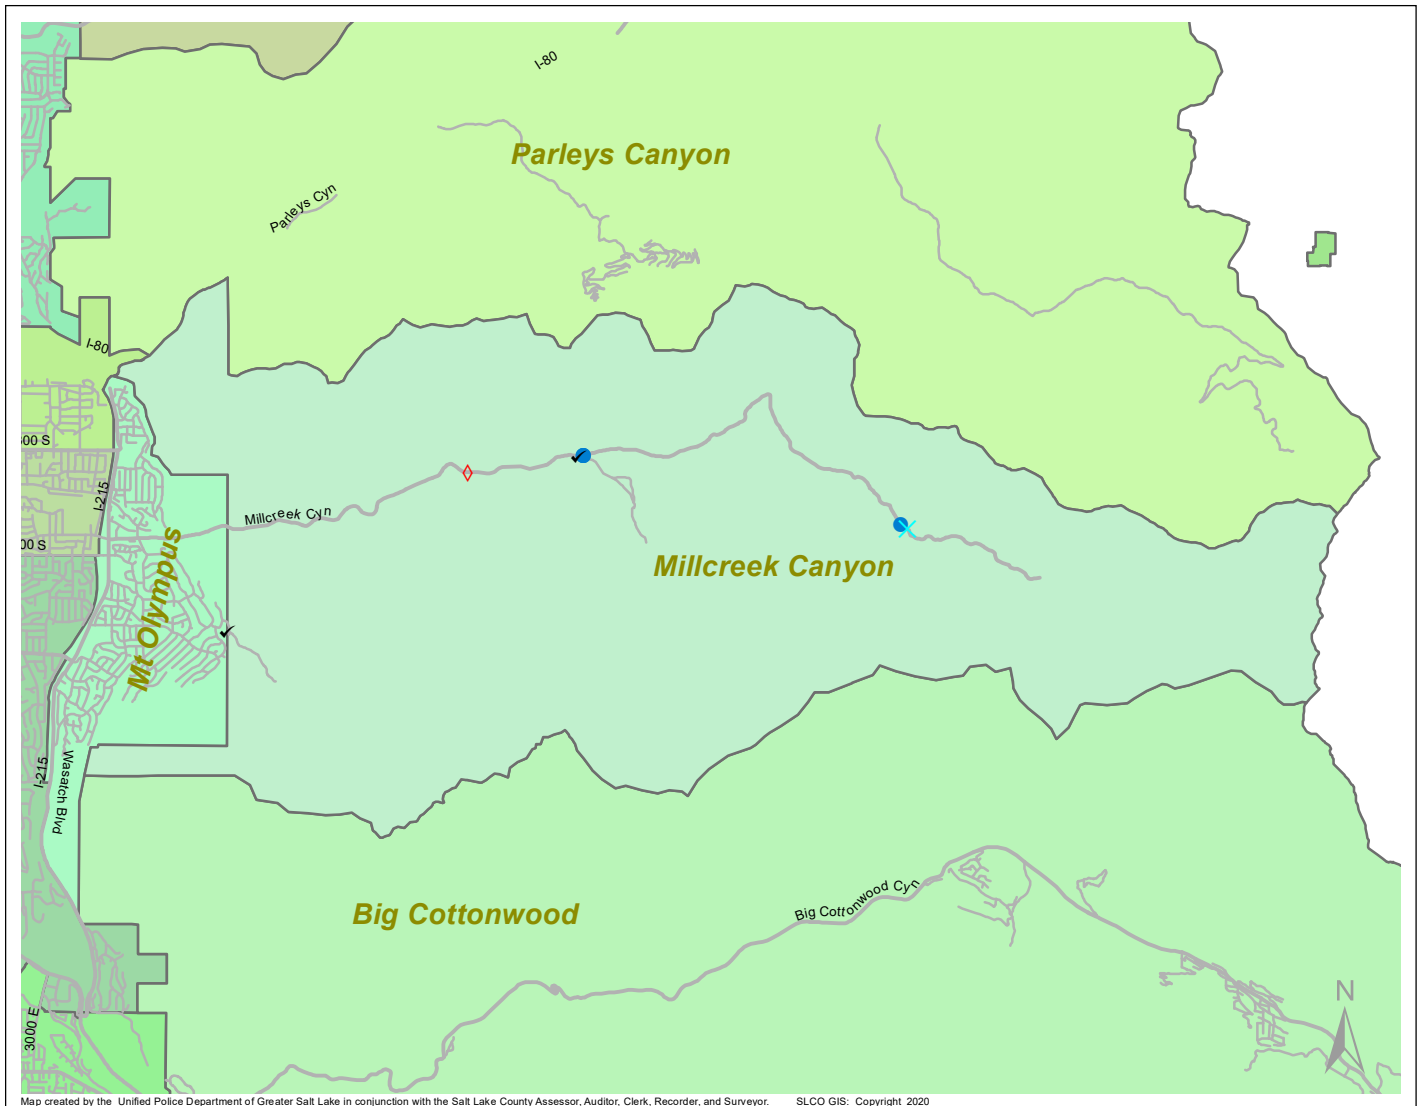 I-80
Parleys Canyon
Parleys Cyn
I-80
00 S
I-215
Millcreek Cyn
00 S
Millcreek Canyon
Mt Olympus
I-215
Wasatch Blvd
Big Cottonwood
Big Cottonwood Cyn
N
3000 E
Map created by the Unified Police Department of Greater Salt Lake in conjunction with the Salt Lake County Assessor, Auditor, Clerk, Recorder, and Surveyor. SLCO GIS: Copyright 2020